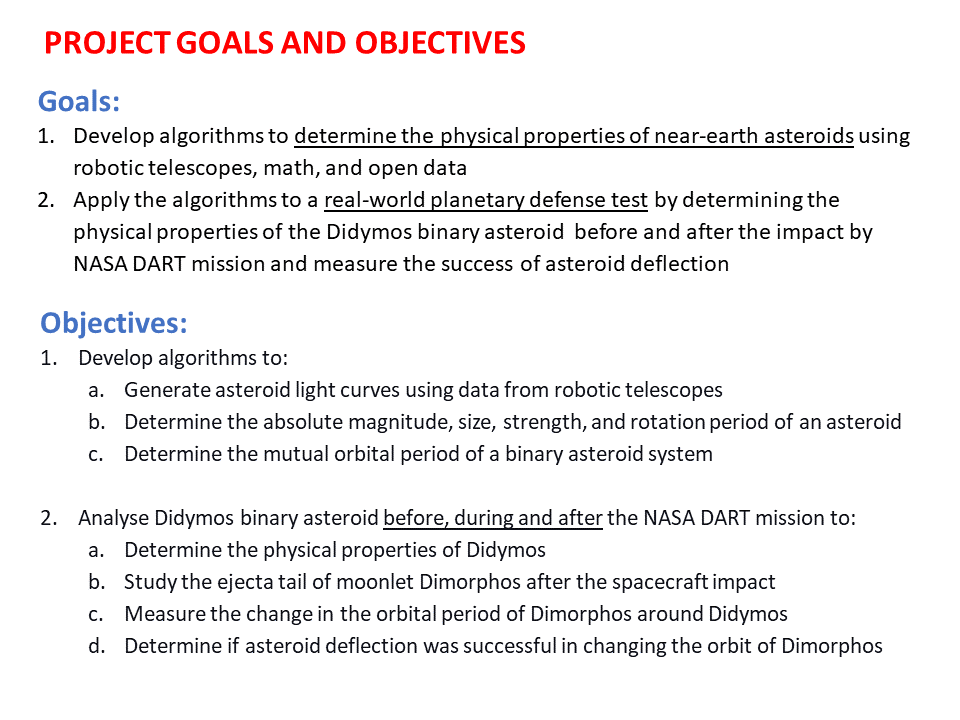 PROJECT GOALS AND OBJECTIVES
Goals:
1. Develop algorithms to determine the physical properties of near-earth asteroids using
robotic telescopes, math, and open data
2. Apply the algorithms to a real-world planetary defense test by determining the
physical properties of the Didymos binary asteroid before and after the impact by
NASA DART mission and measure the success of asteroid deflection
Objectives:
1. Develop algorithms to:
a. Generate asteroid light curves using data from robotic telescopes
b. Determine the absolute magnitude, size, strength, and rotation period of an asteroid
c. Determine the mutual orbital period of a binary asteroid system
2. Analyse Didymos binary asteroid before, during and after the NASA DART mission to:
a. Determine the physical properties of Didymos
b. Study the ejecta tail of moonlet Dimorphos after the spacecraft impact
c. Measure the change in the orbital period of Dimorphos around Didymos
d. Determine if asteroid deflection was successful in changing the orbit of Dimorphos